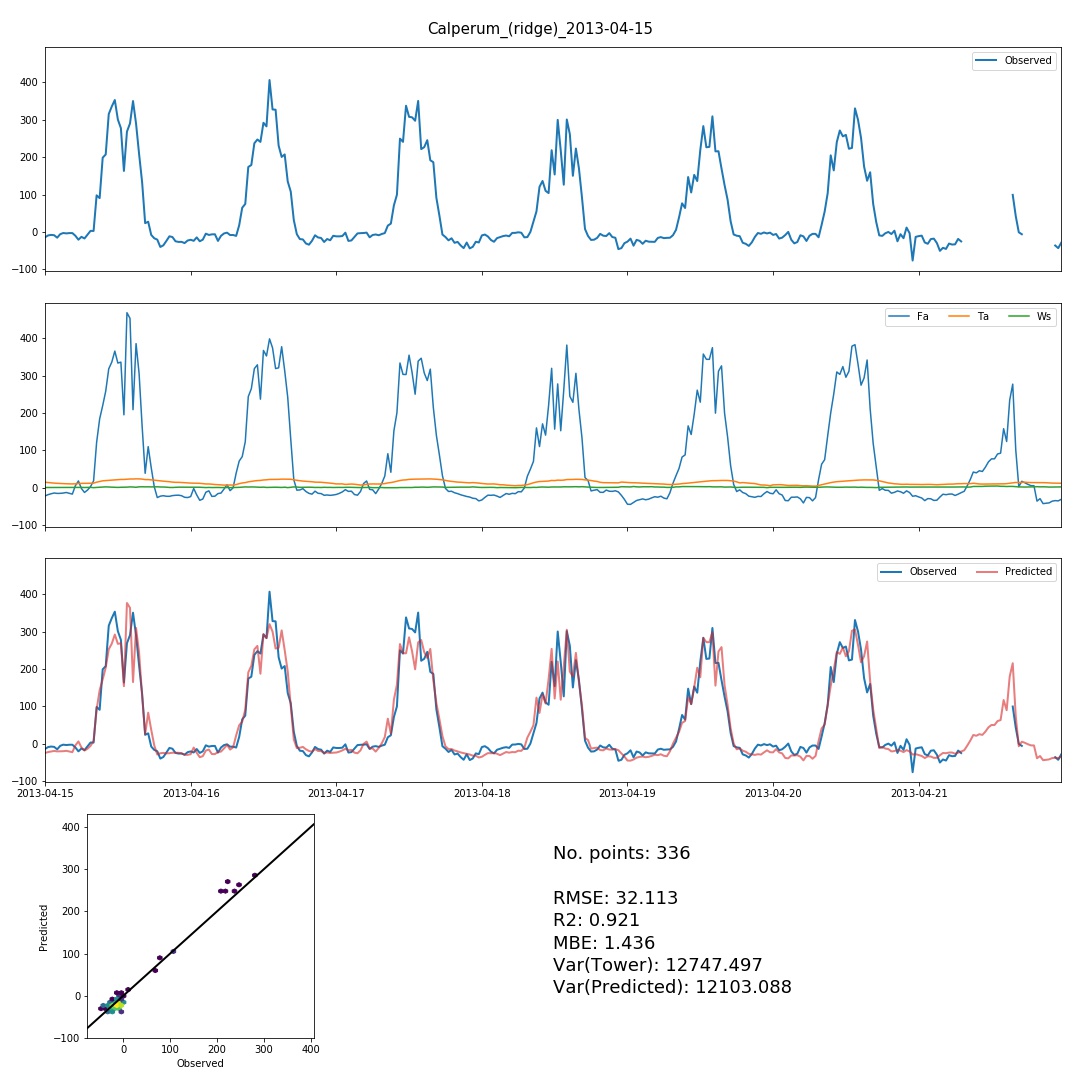 Calperum_(ridge)_2013-04-15
Observed
400
300
200
100
0
−100
Fa Ta Ws
400
300
200
100
0
−100
Observed Predicted
400
300
200
100
0
−100
2013-04-15 2013-04-16 2013-04-17 2013-04-18 2013-04-19 2013-04-20 2013-04-21
400
300
200
100
0
−100
Predicted
0 100 200 300 400
Observed
No. points: 336
RMSE: 32.113
R2: 0.921
MBE: 1.436
Var(Tower): 12747.497
Var(Predicted): 12103.088